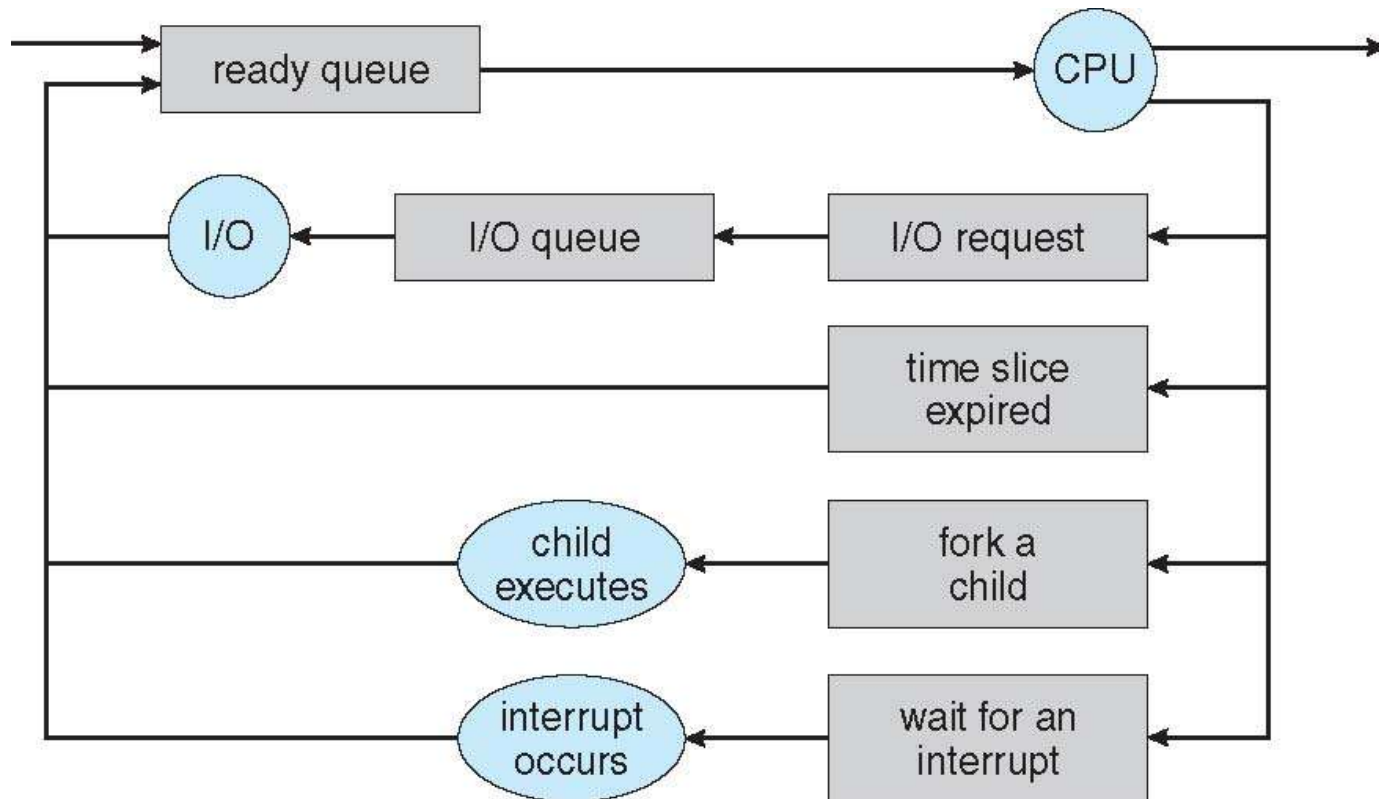 ready queue
CPU
I/O
I/O queue
I/O request
time slice
expired
child
executes
fork a
child
interrupt
occurs
wait for an
interrupt